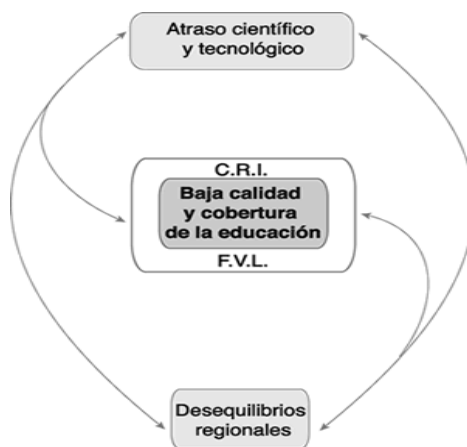 Atraso científico
y tecnológico
C.R.I.
Baja calidad
y cobertura
de la educación
F.V.L.
Desequilibrios
regionales